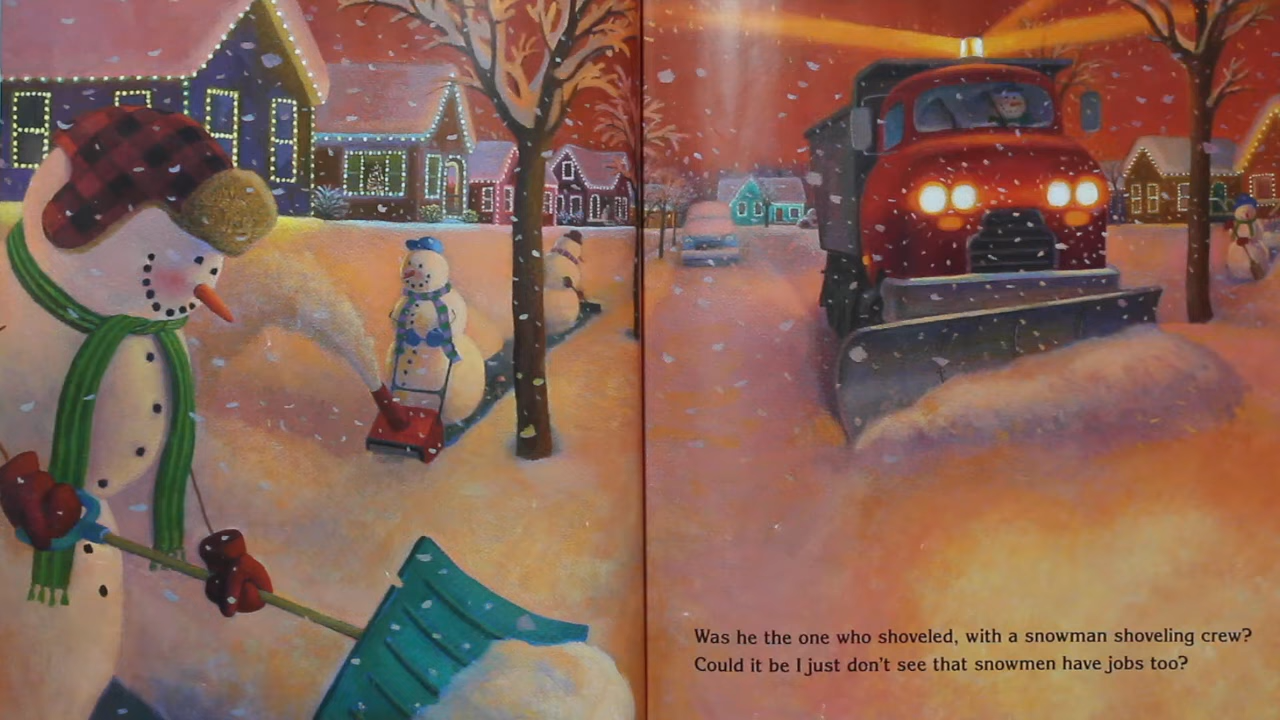 Was he the one who shoveled, with a snowman shoveling crew?
Could it be I just don't see that snowmen have jobs too?